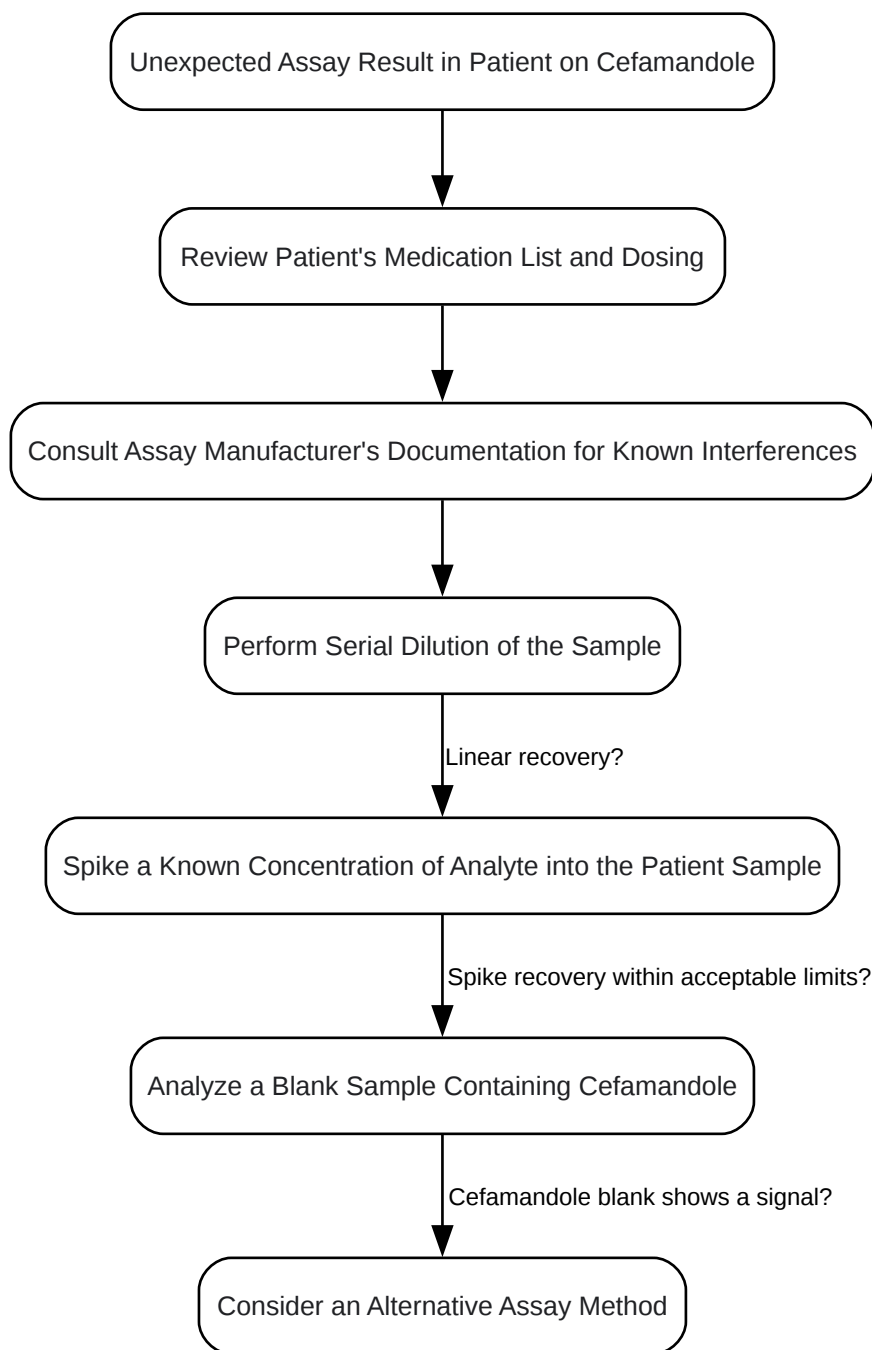 Unexpected Assay Result in Patient on Cefamandole
Review Patient's Medication List and Dosing
Consult Assay Manufacturer's Documentation for Known Interferences
Perform Serial Dilution of the Sample
Linear recovery?
Spike a Known Concentration of Analyte into the Patient Sample
Spike recovery within acceptable limits?
Analyze a Blank Sample Containing Cefamandole
Cefamandole blank shows a signal?
Consider an Alternative Assay Method